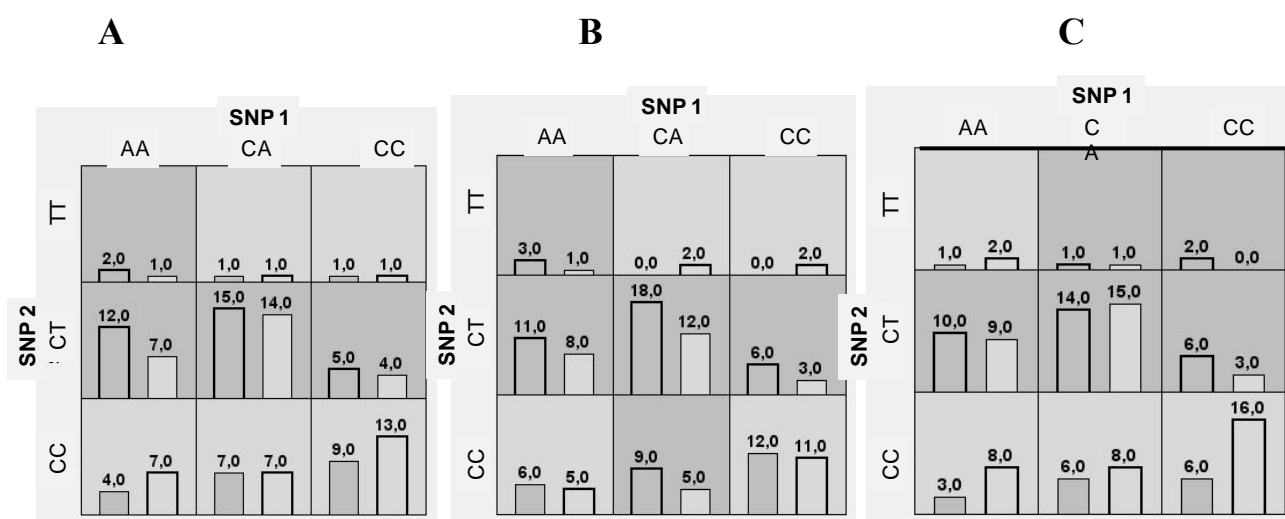 A B C
SNP 1
AA CA CC
SNP 2
TT
2,0 1,0 1,0 1,0 1,0 1,0
CT
12,0 7,0 15,0 14,0 5,0 4,0
CC
4,0 7,0 7,0 7,0 9,0 13,0
SNP 1
AA CA CC
SNP 2
TT
3,0 1,0 0,0 2,0 0,0 2,0
CT
11,0 8,0 18,0 12,0 6,0 3,0
CC
6,0 5,0 9,0 5,0 12,0 11,0
SNP 1
AA C CC
A
SNP 2
TT
1,0 2,0 1,0 1,0 2,0 0,0
CT
10,0 9,0 14,0 15,0 6,0 3,0
CC
3,0 8,0 6,0 8,0 6,0 16,0